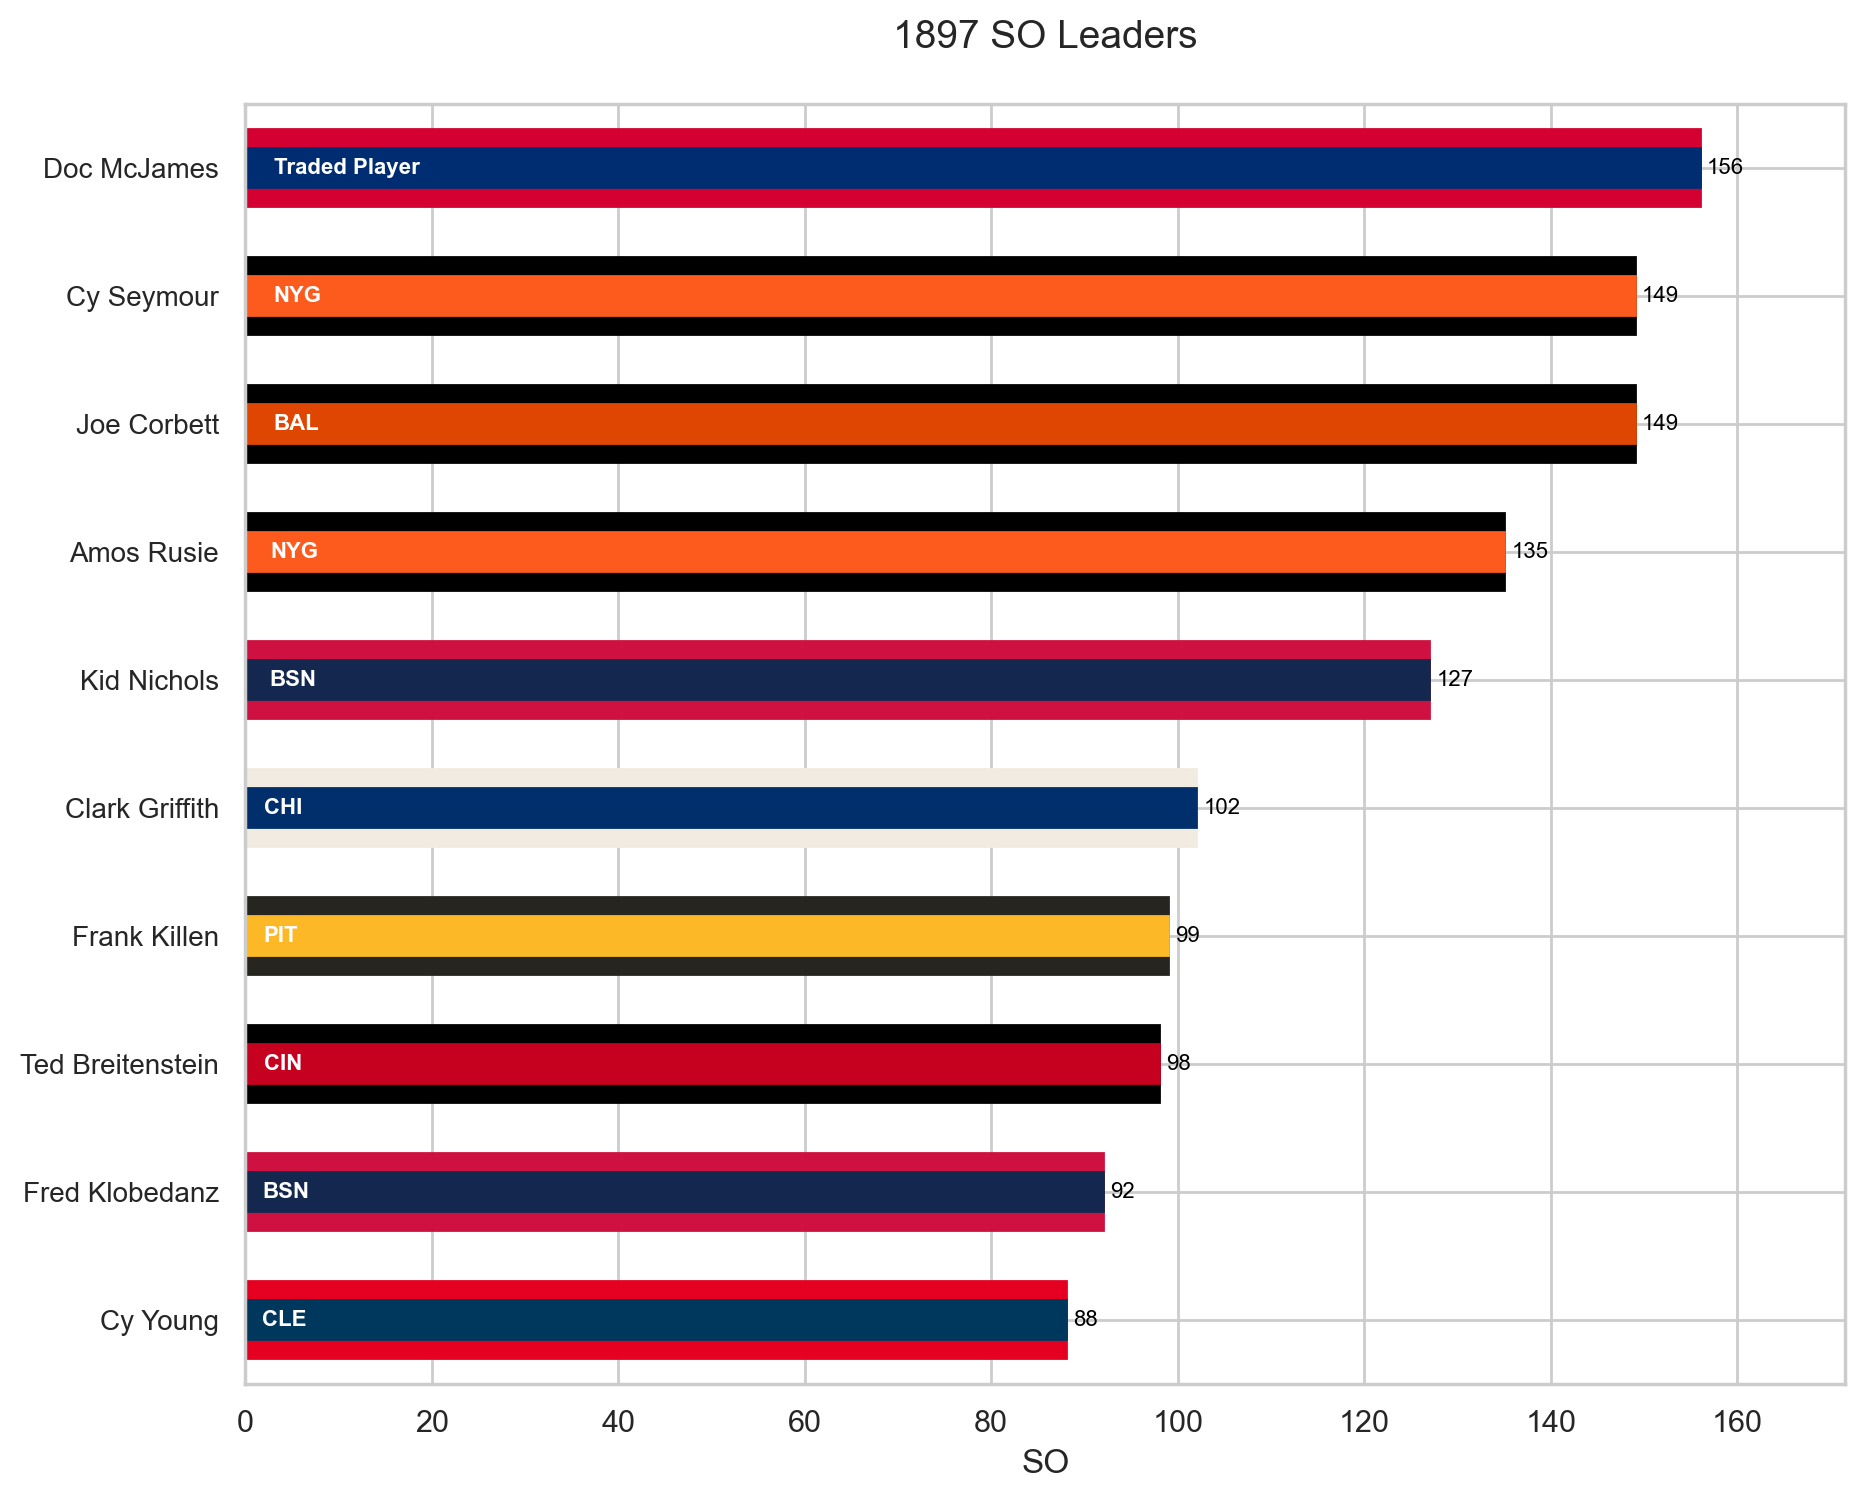 1897 SO Leaders
Doc McJames
Traded Player
156
Cy Seymour
NYG
149
Joe Corbett
BAL
149
Amos Rusie
NYG
135
Kid Nichols
BSN
127
Clark Griffith
CHI
102
Frank Killen
PIT
99
Ted Breitenstein
CIN
98
Fred Klobedanz
BSN
92
Cy Young
CLE
88
0 20 40 60 80 100 120 140 160
SO